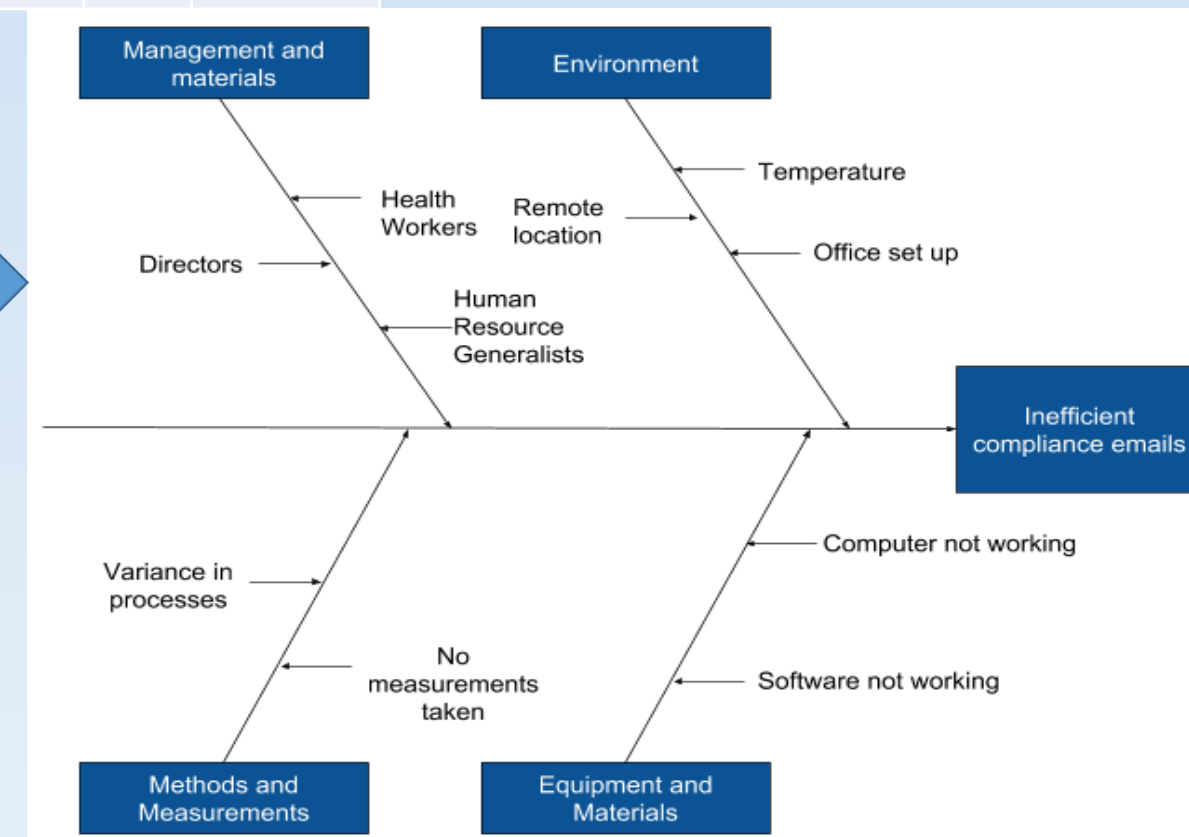 Management and
materials
Environment
Health
Workers
Directors
Human
Resource
Generalists
Temperature
Remote
location
Office set up
Inefficient
compliance emails
Variance in
processes
No
measurements
taken
Computer not working
Software not working
Methods and
Measurements
Equipment and
Materials